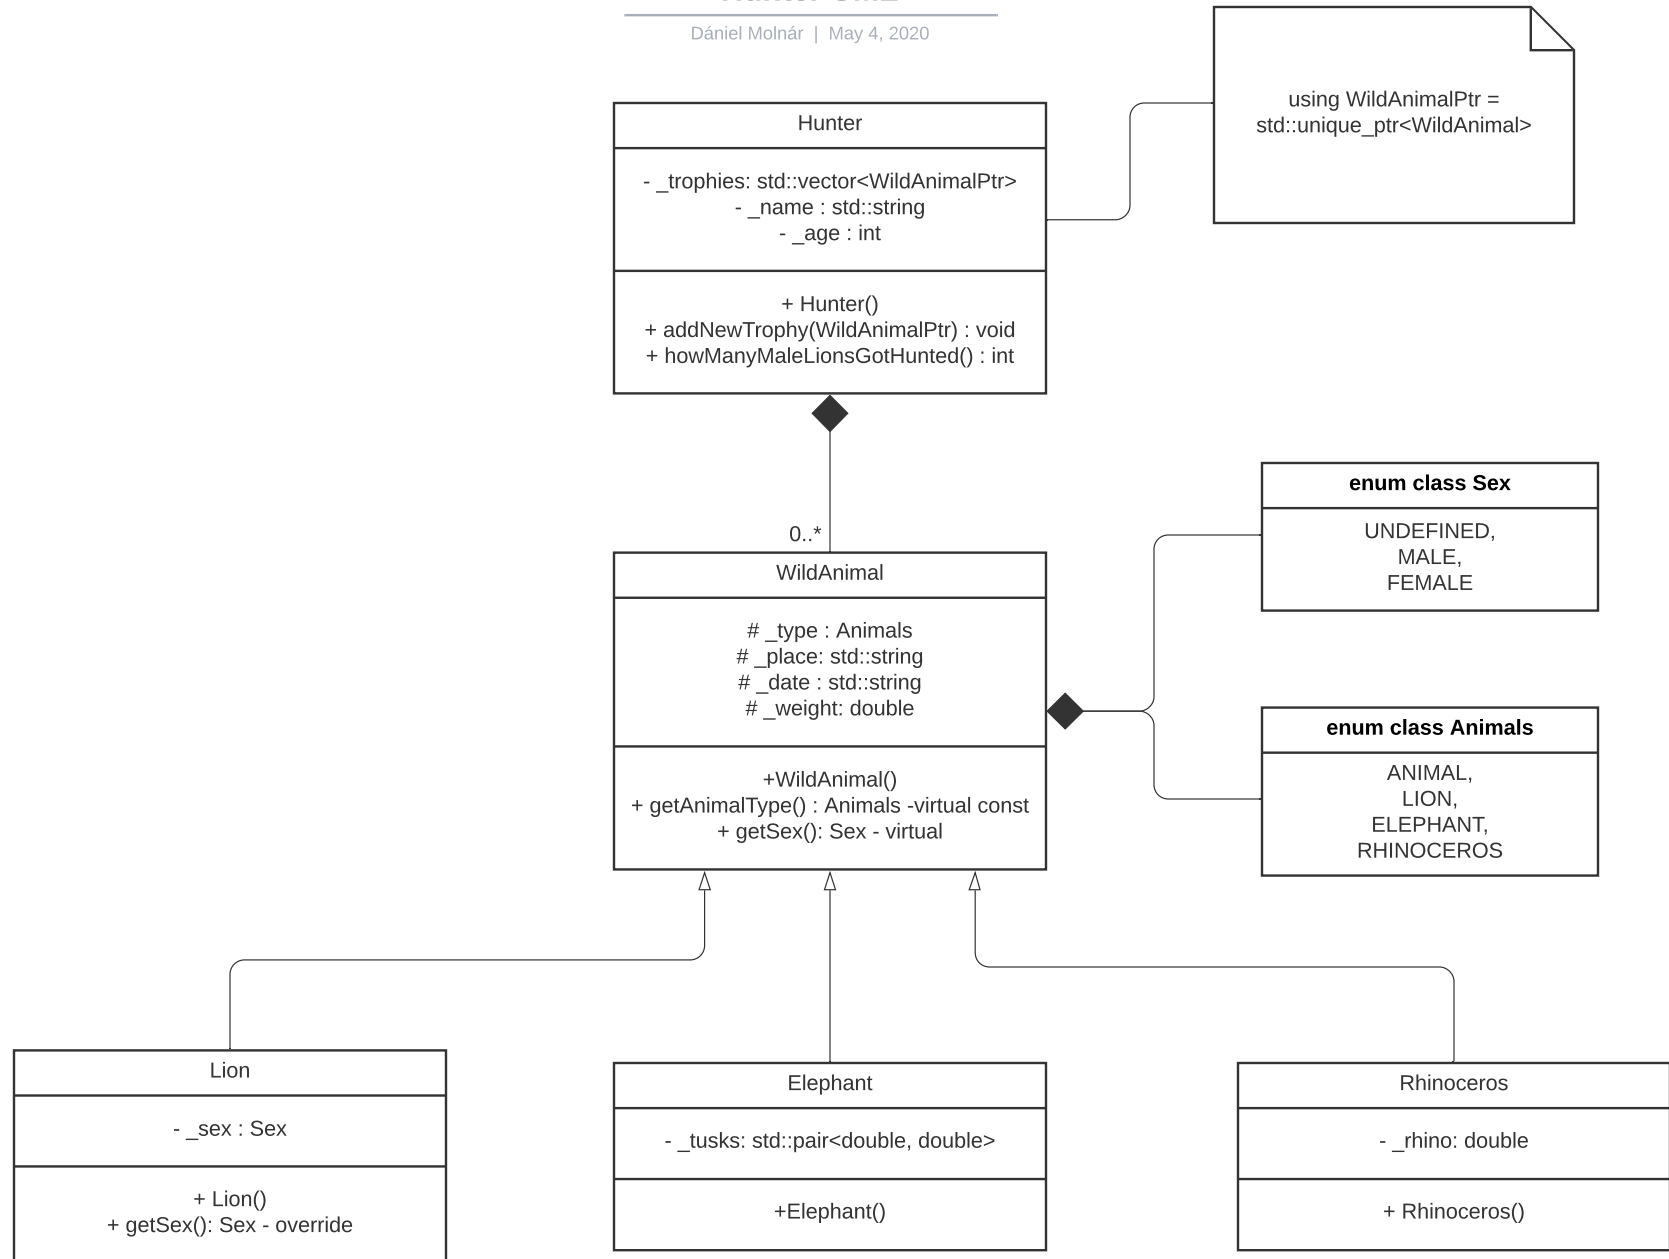 Dániel Molnár | May 4, 2020
using WildAnimalPtr =
std::unique_ptr<WildAnimal>
Hunter
- _trophies: std::vector<WildAnimalPtr>
- _name : std::string
- _age : int
+ Hunter()
+ addNewTrophy(WildAnimalPtr) : void
+ howManyMaleLionsGotHunted() : int
0..*
enum class Sex
UNDEFINED,
MALE,
FEMALE
WildAnimal
# _type : Animals
# _place: std::string
# _date : std::string
# _weight: double
+WildAnimal()
+ getAnimalType() : Animals -virtual const
+ getSex(): Sex - virtual
enum class Animals
ANIMAL,
LION,
ELEPHANT,
RHINOCEROS
Lion
- _sex : Sex
+ Lion()
+ getSex(): Sex - override
Elephant
- _tusks: std::pair<double, double>
+Elephant()
Rhinoceros
- _rhino: double
+ Rhinoceros()